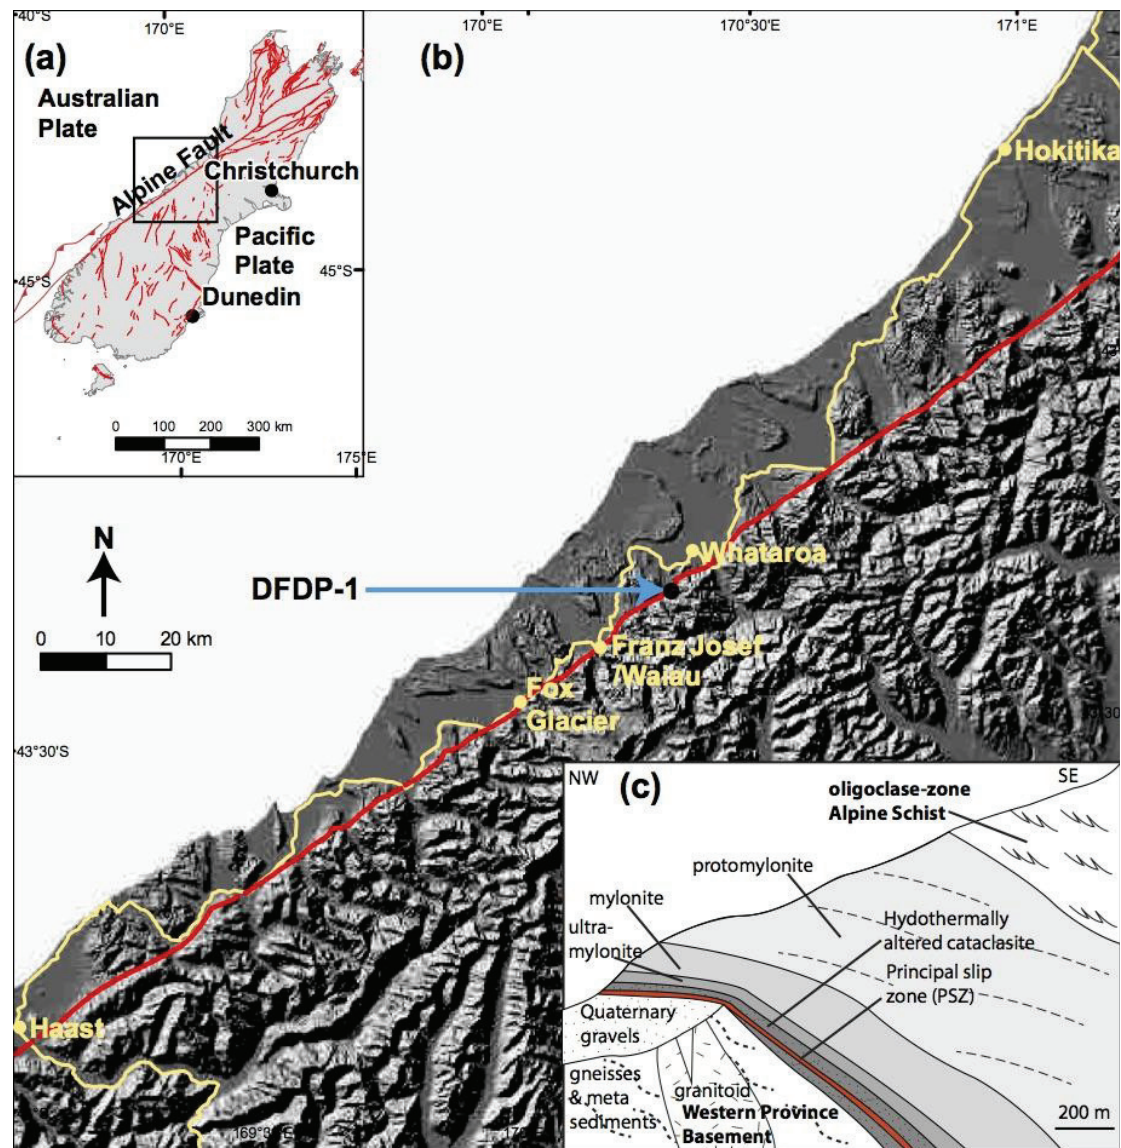 40°S
170°E
(a)
Australian
Plate
Alpine Fault
Christchurch
Pacific
Plate
45°S
45°S
Dunedin
0 100 200 300 km
170°E
175°E
170°E
170°30'E
171°E
(b)
Hokitika
Whataroa
N
DFDP-1
0 10 20 km
Franz Josef
/Waiau
Fox
Glacier
43°30'S
Haast
NW
(c)
SE
oligoclase-zone
Alpine Schist
protomylonite
mylonite
ultra-
mylonite
Hydothermally
altered cataclasite
Principal slip
zone (PSZ)
Quaternary
gravels
gneisses
& meta
sediments
granitoid
Western Province
Basement
200 m